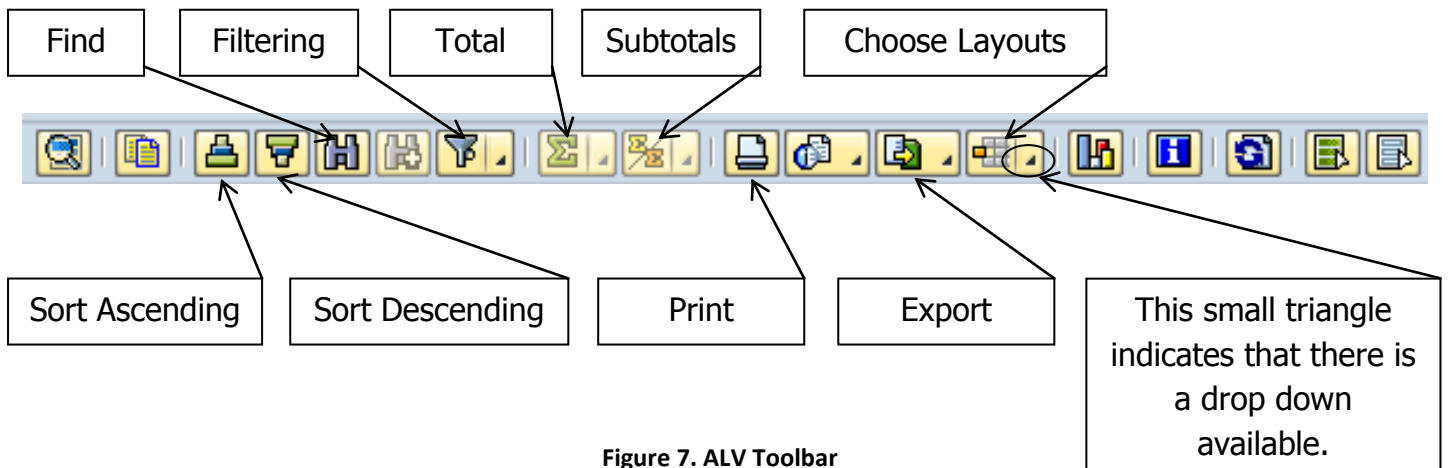 Find
Filtering
Total
Subtotals
Choose Layouts
Sort Ascending
Sort Descending
Print
Export
This small triangle
indicates that there is
a drop down
available.
Figure 7. ALV Toolbar